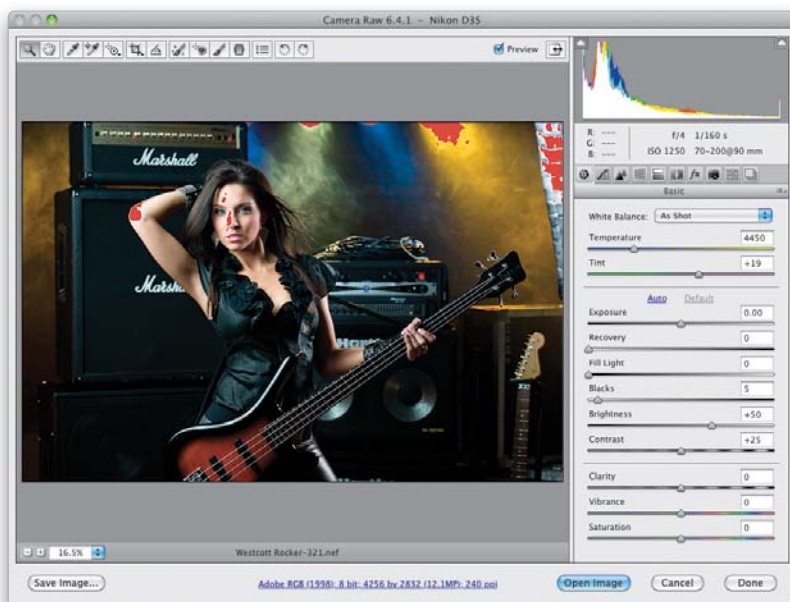 Camera Raw 6.4.1 – Nikon D3S
Preview
R: ---
G: ---
B: ---
f/4 1/160 s
ISO 1250 70-200@90 mm
Basic
White Balance: As Shot
Temperature 4450
Tint +19
Auto Default
Exposure 0.00
Recovery 0
Fill Light 0
Blacks 5
Brightness +50
Contrast +25
Clarity 0
Vibrance 0
Saturation 0
Marshall
Marsha
Hart
16.5%
Westcott Rocker-321.nef
Save Image...
Adobe RGB (1998); 8 bit; 4256 by 2832 (12.1MP); 240 ppi
Open Image
Cancel
Done